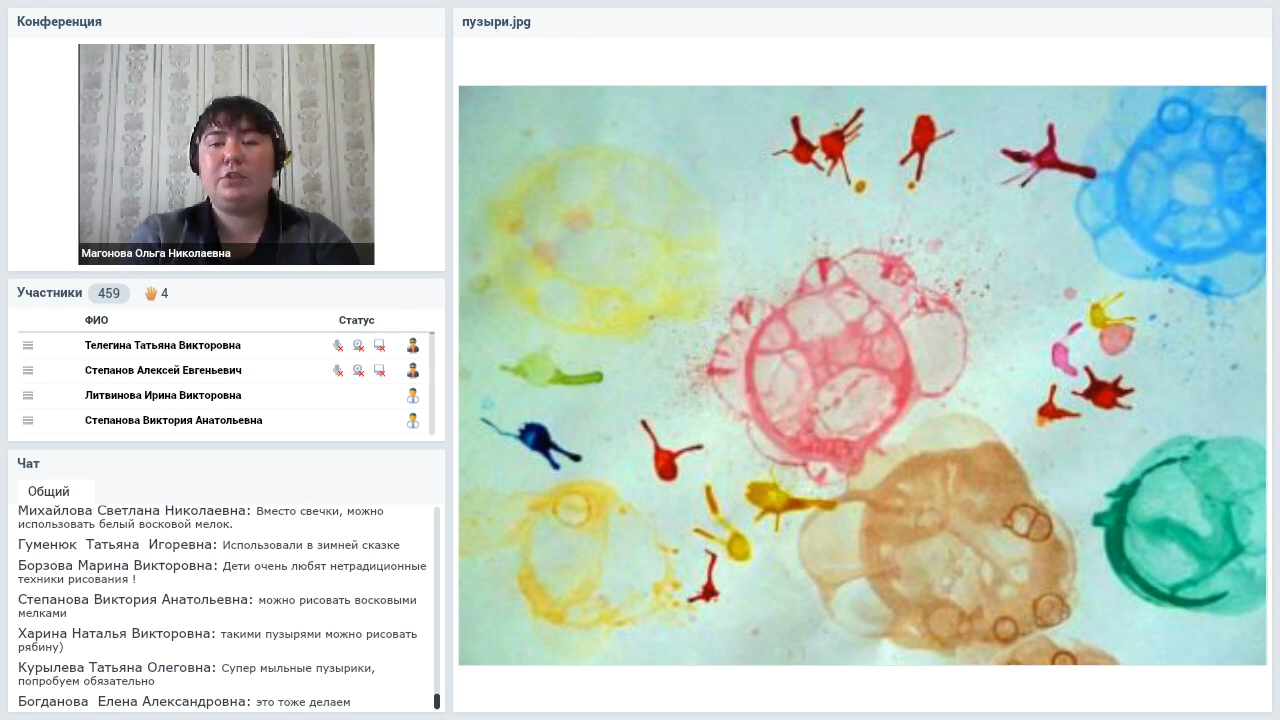 Конференция
Магонова Ольга Николаевна
Участники 459 4
ФИО Статус
Телегина Татьяна Викторовна
Степанов Алексей Евгеньевич
Литвинова Ирина Викторовна
Степанова Виктория Анатольевна
Чат
Общий
Михайлова Светлана Николаевна: Вместо свечки, можно
использовать белый восковой мелок.
Гуменюк Татьяна Игоревна: Использовали в зимней сказке
Борзова Марина Викторовна: Дети очень любят нетрадиционные
техники рисования !
Степанова Виктория Анатольевна: можно рисовать восковыми
мелками
Харина Наталья Викторовна: такими пузырями можно рисовать
рябину)
Курылева Татьяна Олеговна: Супер мыльные пузырики,
попробуем обязательно
Богданова Елена Александровна: это тоже делаем
пузыри.jpg